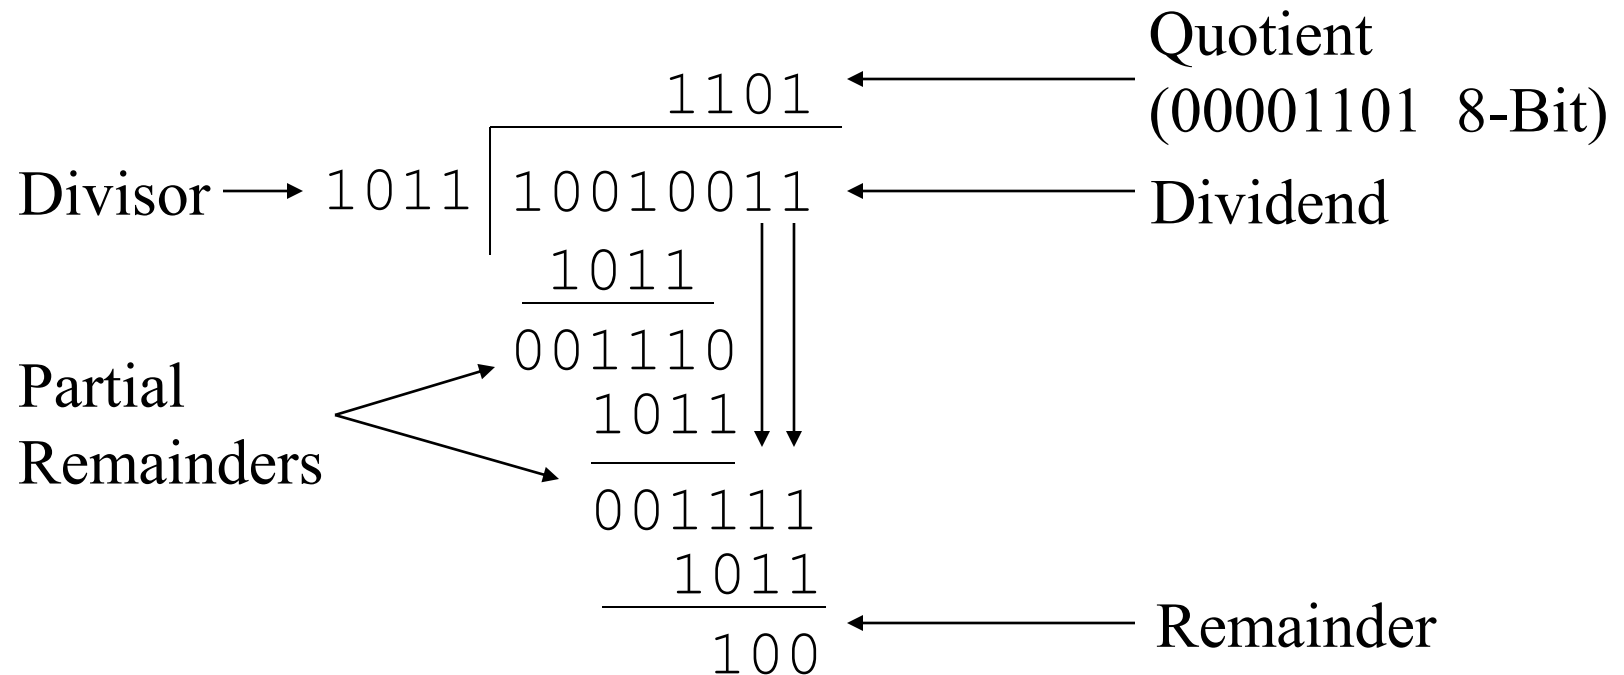 Quotient
1101
(00001101 8-Bit)
Divisor 1011 10010011 Dividend
1011
001110
Partial
1011
Remainders
001111
1011
Remainder
100